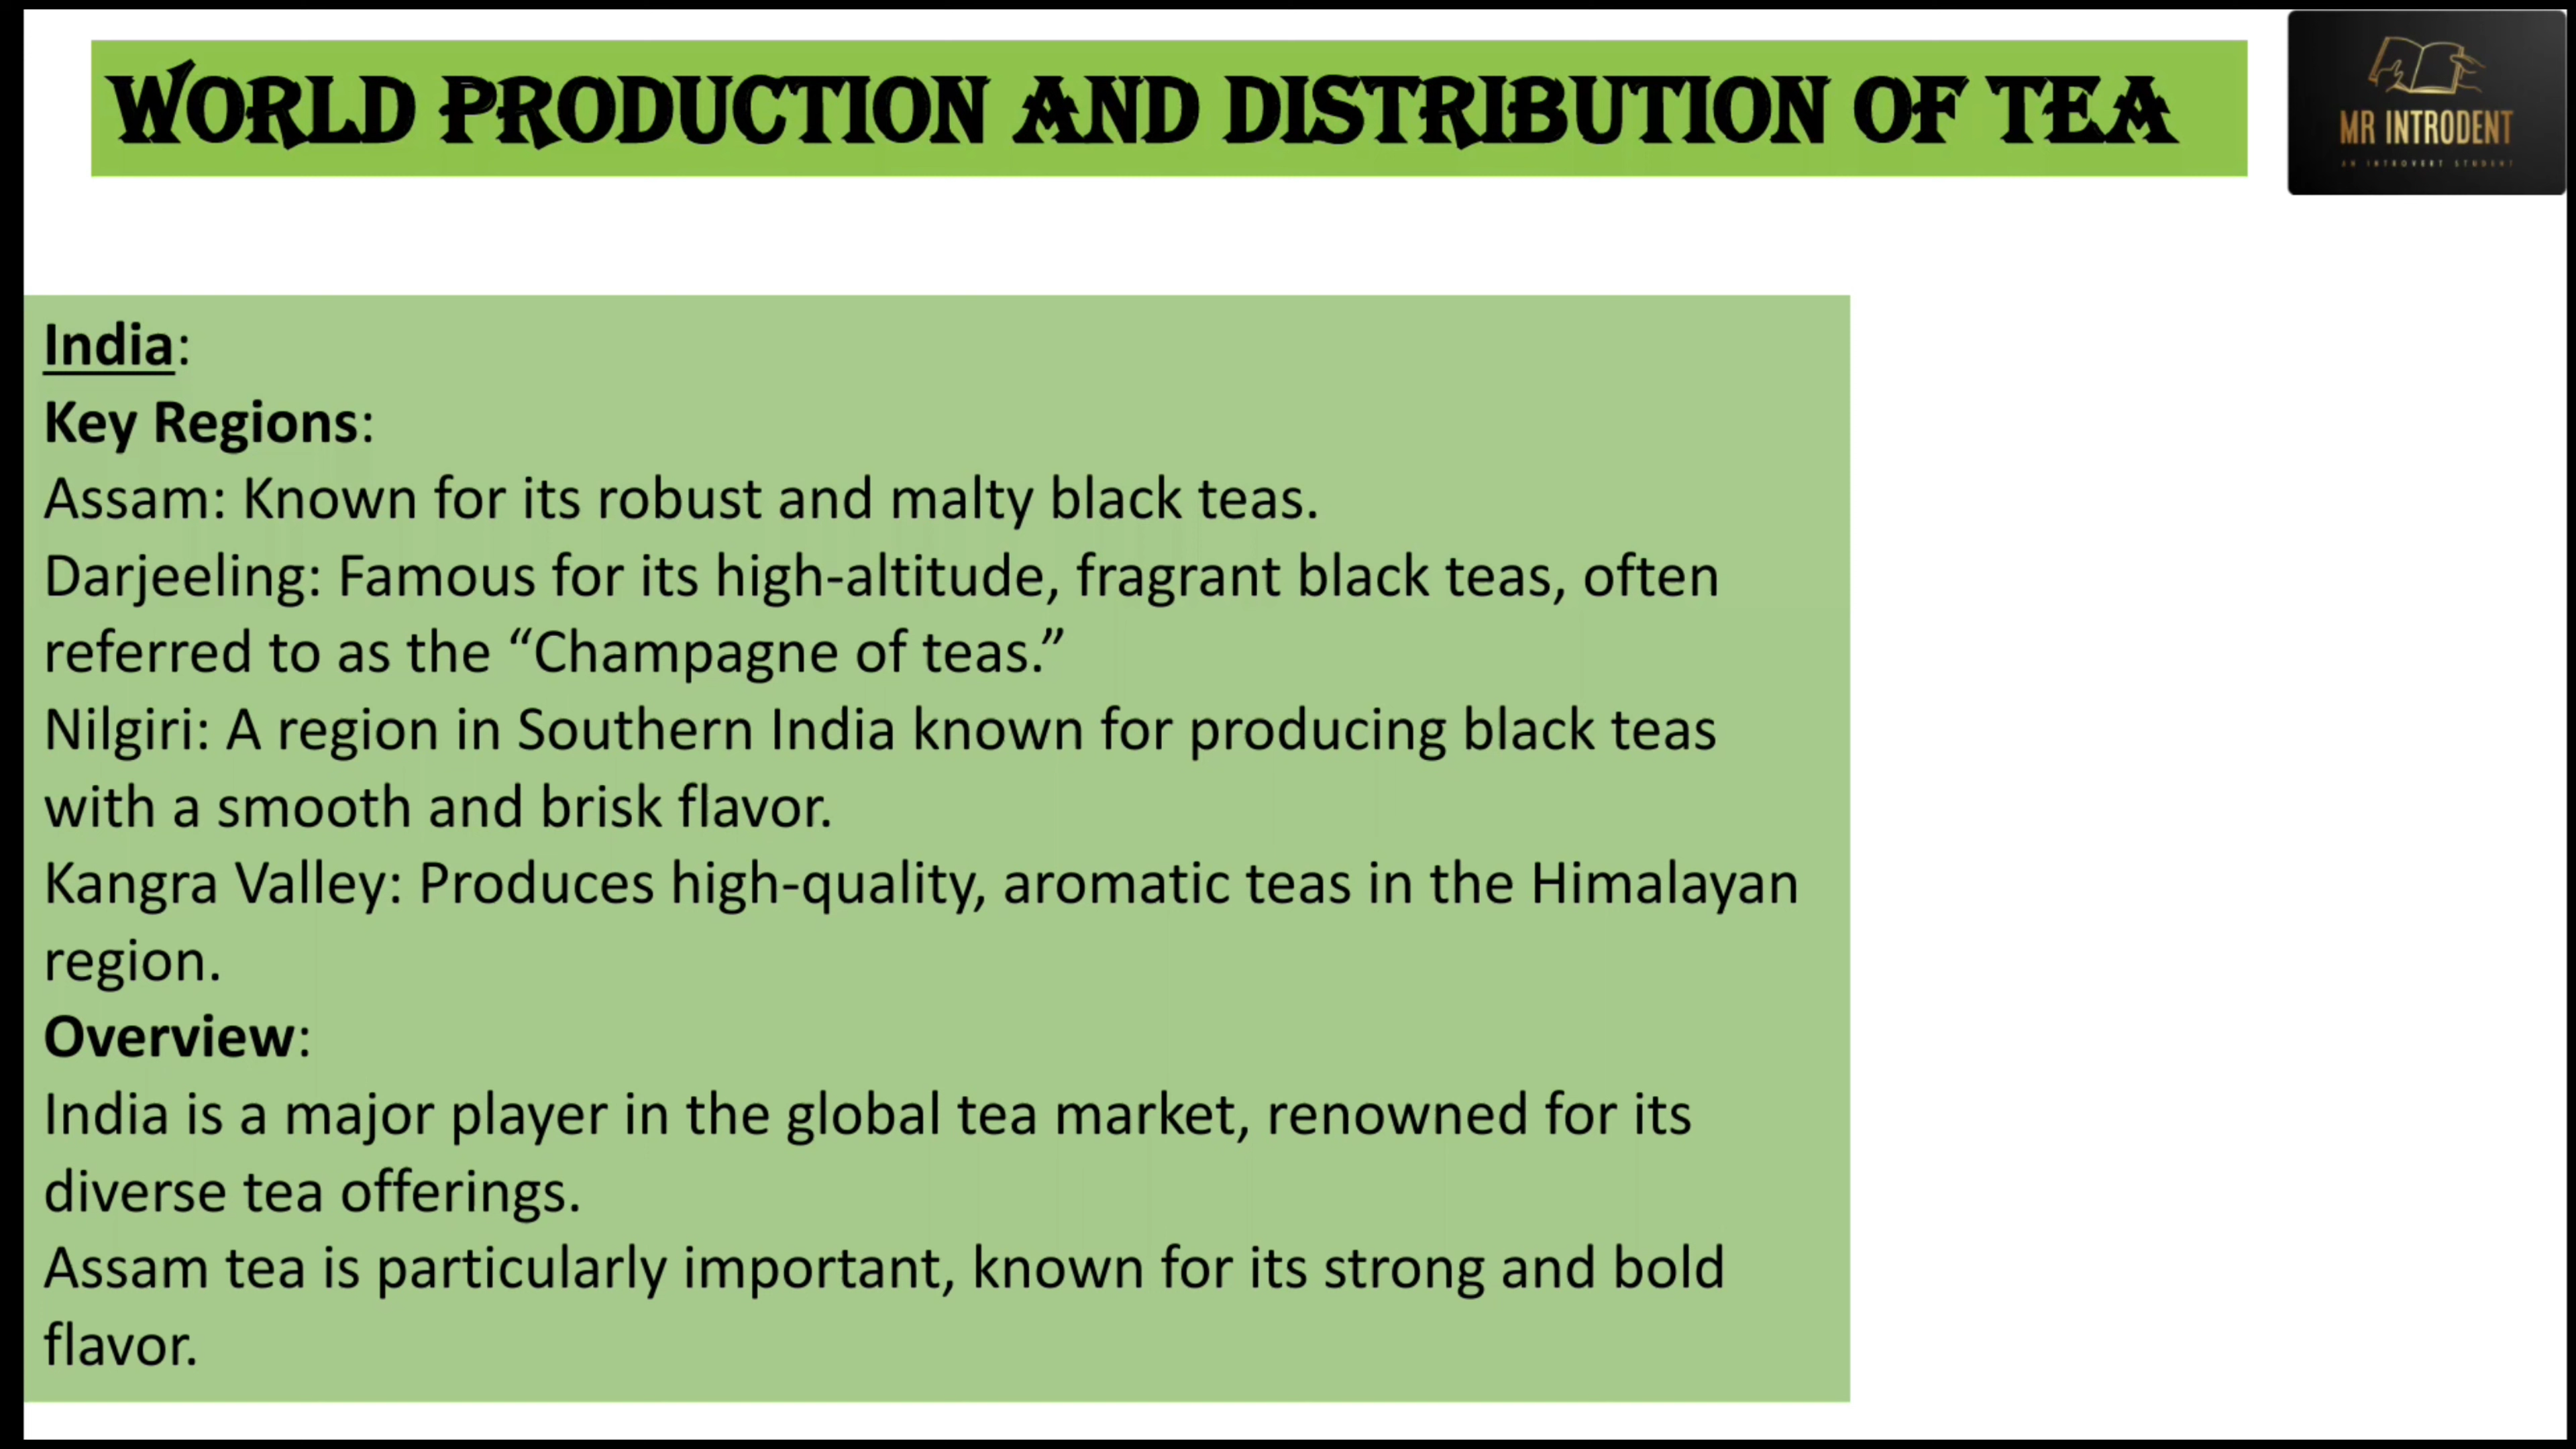 WORLD PRODUCTION AND DISTRIBUTION OF TEA
MR INTRODENT
AN INTROVERT STUDENT
India:
Key Regions:
Assam: Known for its robust and malty black teas.
Darjeeling: Famous for its high-altitude, fragrant black teas, often
referred to as the “Champagne of teas.”
Nilgiri: A region in Southern India known for producing black teas
with a smooth and brisk flavor.
Kangra Valley: Produces high-quality, aromatic teas in the Himalayan
region.
Overview:
India is a major player in the global tea market, renowned for its
diverse tea offerings.
Assam tea is particularly important, known for its strong and bold
flavor.